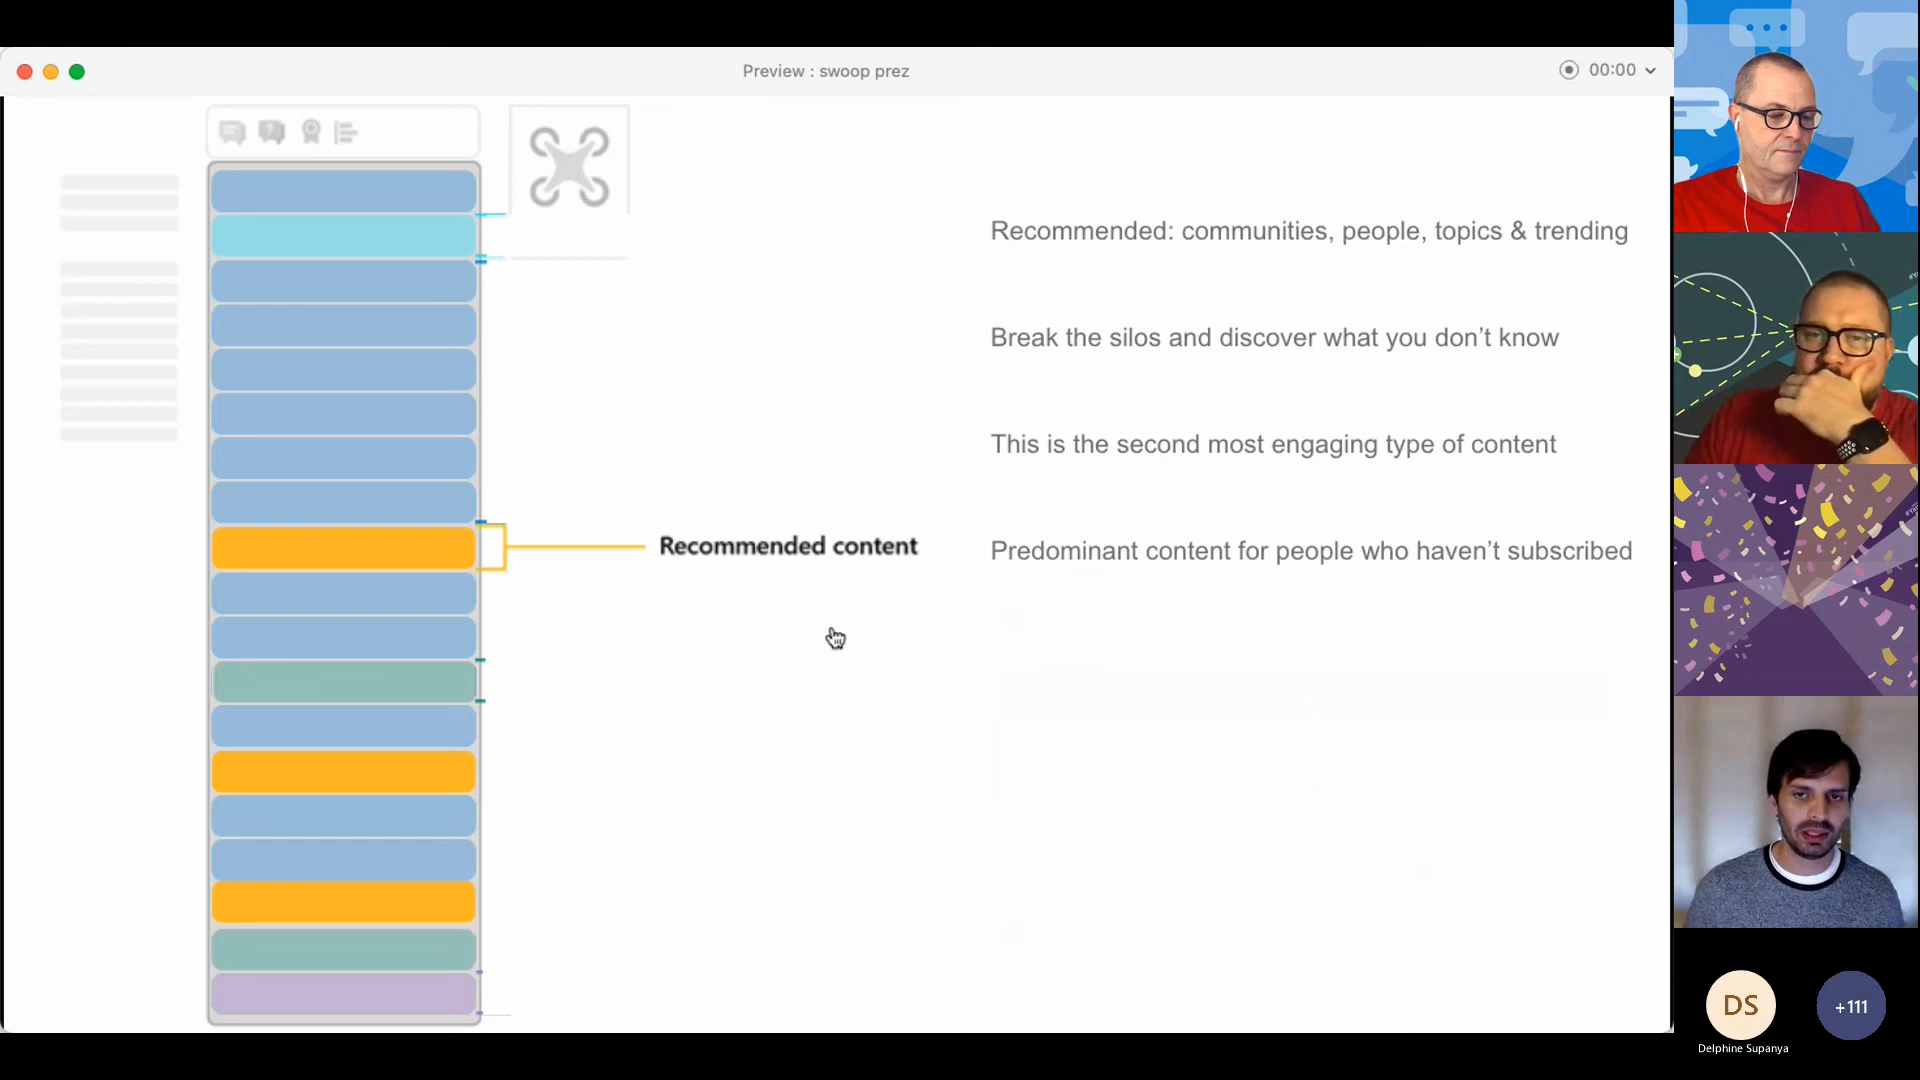 Preview : swoop prez
00:00
Recommended: communities, people, topics & trending
Break the silos and discover what you don’t know
This is the second most engaging type of content
Recommended content
Predominant content for people who haven’t subscribed
DS
+111
Delphine Supanya